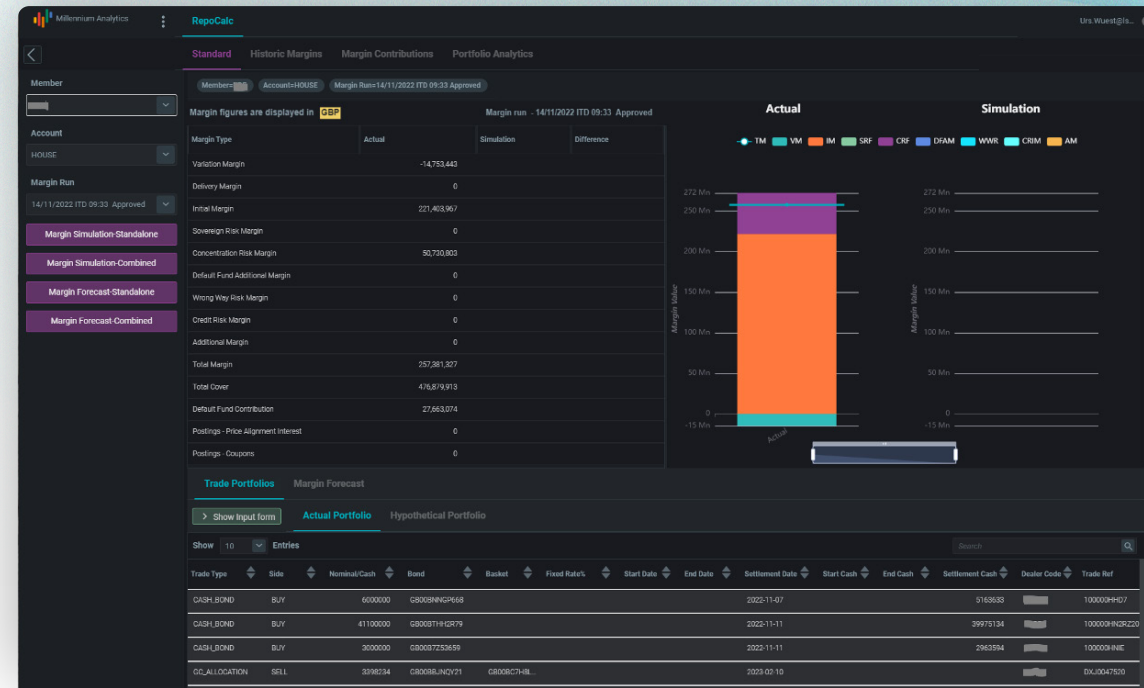 Millennium Analytics
RepoCalc
Urs.Wuest@ls...
Standard Historic Margins Margin Contributions Portfolio Analytics
Member
Member= Account=HOUSE Margin Run=14/11/2022 ITD 09:33 Approved
Margin figures are displayed in GBP Margin run - 14/11/2022 ITD 09:33 Approved
Actual Simulation
Account
HOUSE
Margin Run
14/11/2022 ITD 09:33 Approved
Margin Simulation-Standalone
Margin Simulation-Combined
Margin Forecast-Standalone
Margin Forecast-Combined
Margin Type Actual Simulation Difference
Variation Margin -14,753,443
Delivery Margin 0
Initial Margin 221,403,967
Sovereign Risk Margin 0
Concentration Risk Margin 50,730,803
Default Fund Additional Margin 0
Wrong Way Risk Margin 0
Credit Risk Margin 0
Additional Margin 0
Total Margin 257,381,327
Total Cover 476,879,913
Default Fund Contribution 27,663,074
Postings - Price Alignment Interest 0
Postings - Coupons 0
TM VM IM SRF CRF DFAM WWR CRIM AM
272 Mn 272 Mn
250 Mn 250 Mn
200 Mn 200 Mn
150 Mn 150 Mn
100 Mn 100 Mn
50 Mn 50 Mn
0 0
-15 Mn -15 Mn
Margin Value Margin Value
Actual
Trade Portfolios Margin Forecast
> Show Input form Actual Portfolio Hypothetical Portfolio
Show 10 Entries Search
Trade Type Side Nominal/Cash Bond Basket Fixed Rate% Start Date End Date Settlement Date Start Cash End Cash Settlement Cash Dealer Code Trade Ref
CASH_BOND BUY 6000000 GB00BNNGP668 2022-11-07 5163633 100000HHD7
CASH_BOND BUY 41100000 GB00BTHH2R79 2022-11-11 39975134 100000HN2RZ20
CASH_BOND BUY 3000000 GB00B7Z53659 2022-11-11 2963594 100000HNIE
GC_ALLOCATION SELL 3398234 GB00B8JNQY21 GB00BC7H8L... 2023-02-10 DXJ0047520